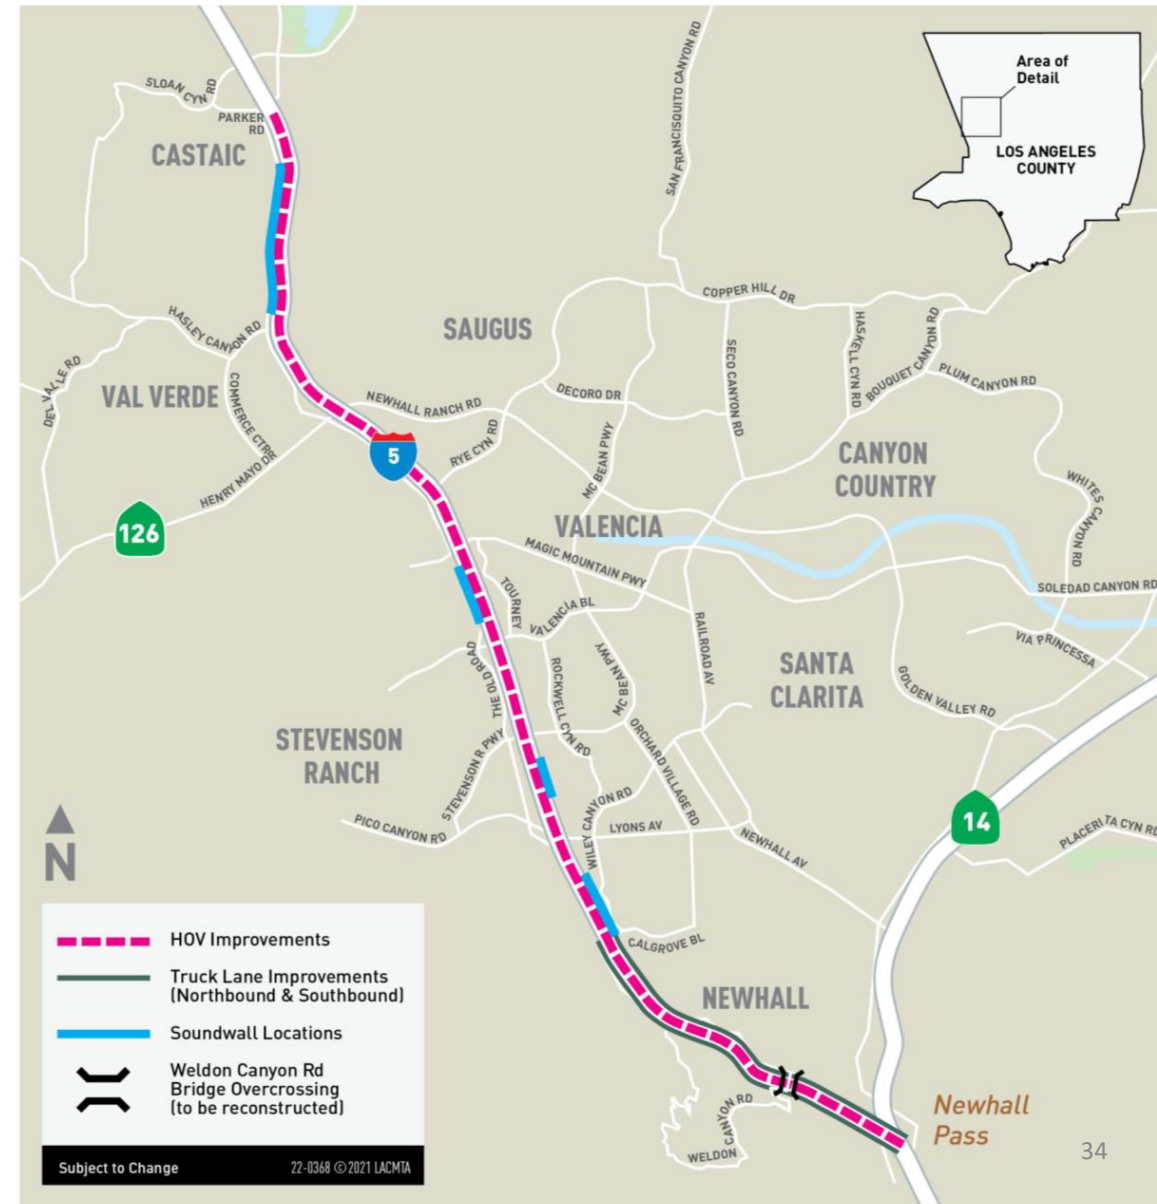 SLOAN CYN RD
PARKER
RD
CASTAIC
SAN FRANCISQUITO CANYON RD
Area of
Detail
LOS ANGELES
COUNTY
HASLEY CANYON RD
DEL VALLE RD
VAL VERDE
COMMERCE CTR
HENRY MAYO DR
126
SAUGUS
NEWHALL RANCH RD
5
RYE CYN RD
DECORO DR
MC BEAN PWY
COPPER HILL DR
SECO CANYON RD
HASKELL CYN RD
BOUQUET CANYON RD
PLUM CANYON RD
CANYON
COUNTRY
WHITES CANYON RD
VALENCIA
MAGIC MOUNTAIN PWY
TOURNEY
VALENCIA BL
SOLEDAD CANYON RD
VIA PRINCESSA
THE OLD ROAD
ROCKWELL CYN RD
MC BEAN PWY
RAILROAD AV
SANTA
CLARITA
GOLDEN VALLEY RD
STEVENSON
RANCH
STEVENSON R PWY
ORCHARD VILLAGE RD
PICO CANYON RD
WILEY CANYON RD
LYONS AV
NEWHALL AV
14
PLACERITA CYN RD
N
CALGROVE BL
NEWHALL
WELDON CANYON RD
Newhall
Pass
HOV Improvements
Truck Lane Improvements
(Northbound & Southbound)
Soundwall Locations
Weldon Canyon Rd
Bridge Overcrossing
(to be reconstructed)
Subject to Change
22-0368 © 2021 LACMTA
34